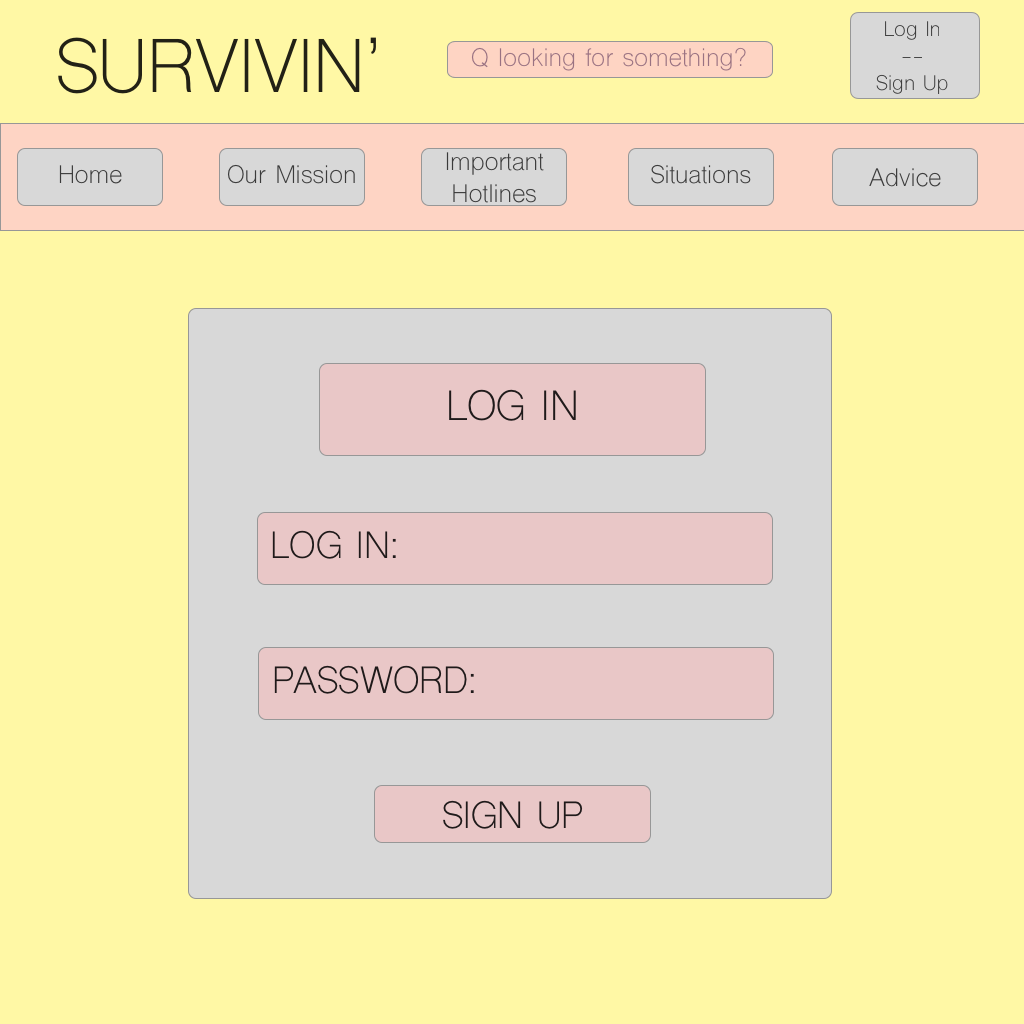 SURVIVIN’
Q looking for something?
Log In
--
Sign Up
Home
Our Mission
Important
Hotlines
Situations
Advice
LOG IN
LOG IN:
PASSWORD:
SIGN UP